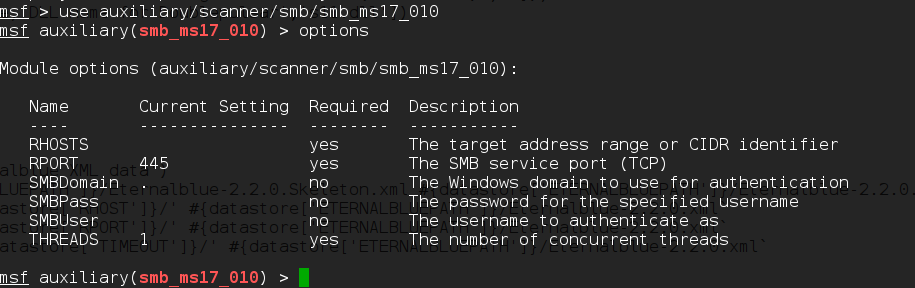 msf > use auxiliary/scanner/smb/smb_ms17_010
msf auxiliary(smb_ms17_010) > options
Module options (auxiliary/scanner/smb/smb_ms17_010):
Name Current Setting Required Description
---- --------------- -------- -----------
RHOSTS yes The target address range or CIDR identifier
RPORT 445 yes The SMB service port (TCP)
SMBDomain . no The Windows domain to use for authentication
SMBPass no The password for the specified username
SMBUser no The username to authenticate as
THREADS 1 yes The number of concurrent threads
msf auxiliary(smb_ms17_010) >